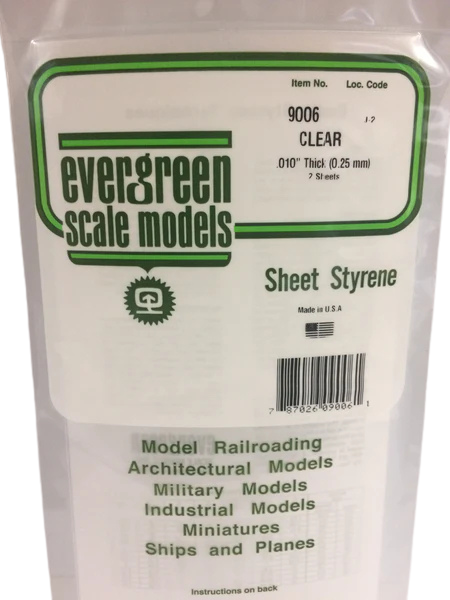 Item No. Loc. Code
9006 J-2
CLEAR
.010" Thick (0.25 mm)
2 Sheets
evergreen
scale models
Sheet Styrene
Made in U.S.A
7 87026 09006 1
Model Railroading
Architectural Models
Military Models
Industrial Models
Miniatures
Ships and Planes
Instructions on back